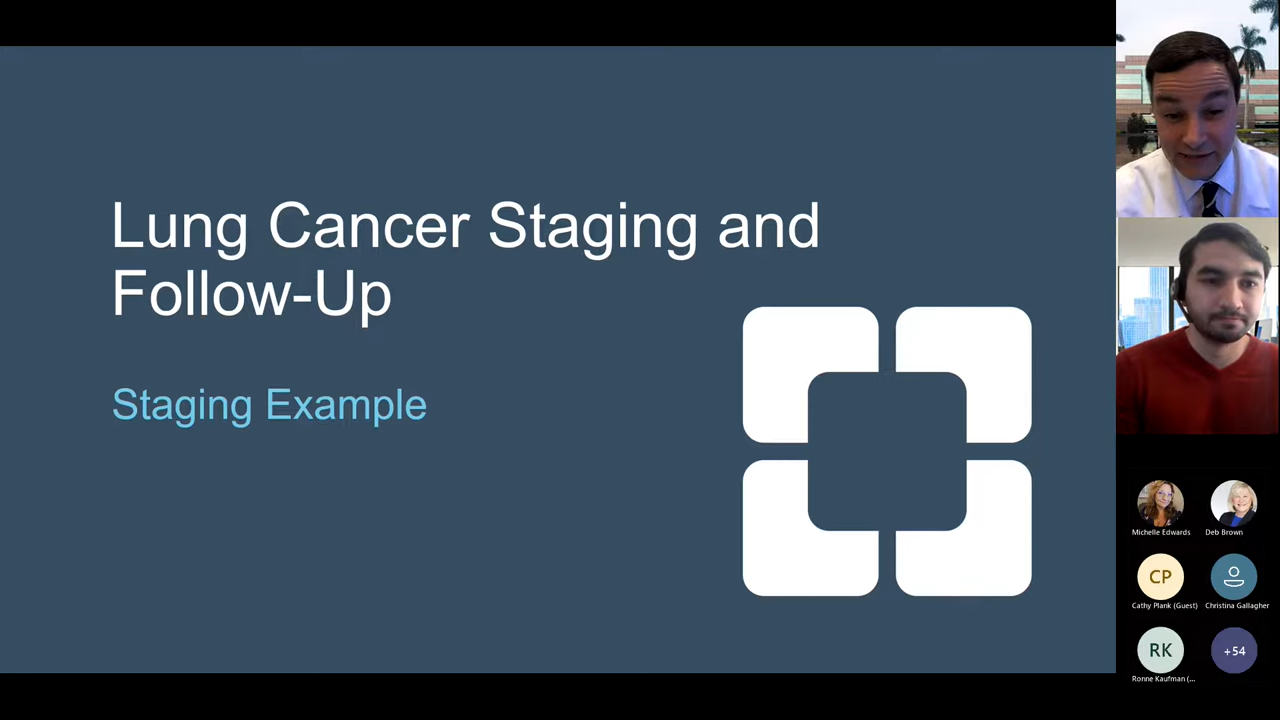 Lung Cancer Staging and
Follow-Up
Staging Example
Michelle Edwards
Deb Brown
CP
Cathy Plank (Guest)
Christina Gallagher
RK
+54
Ronne Kaufman (...